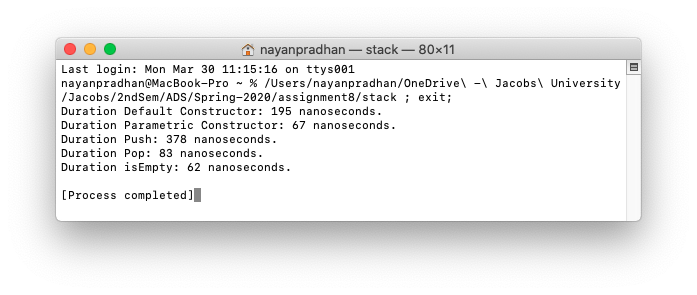 nayanpradhan — stack — 80×11
Last login: Mon Mar 30 11:15:16 on ttys001
nayanpradhan@MacBook-Pro ~ % /Users/nayanpradhan/OneDrive\ -\ Jacobs\ University
/Jacobs/2ndSem/ADS/Spring-2020/assignment8/stack ; exit;
Duration Default Constructor: 195 nanoseconds.
Duration Parametric Constructor: 67 nanoseconds.
Duration Push: 378 nanoseconds.
Duration Pop: 83 nanoseconds.
Duration isEmpty: 62 nanoseconds.
[Process completed]